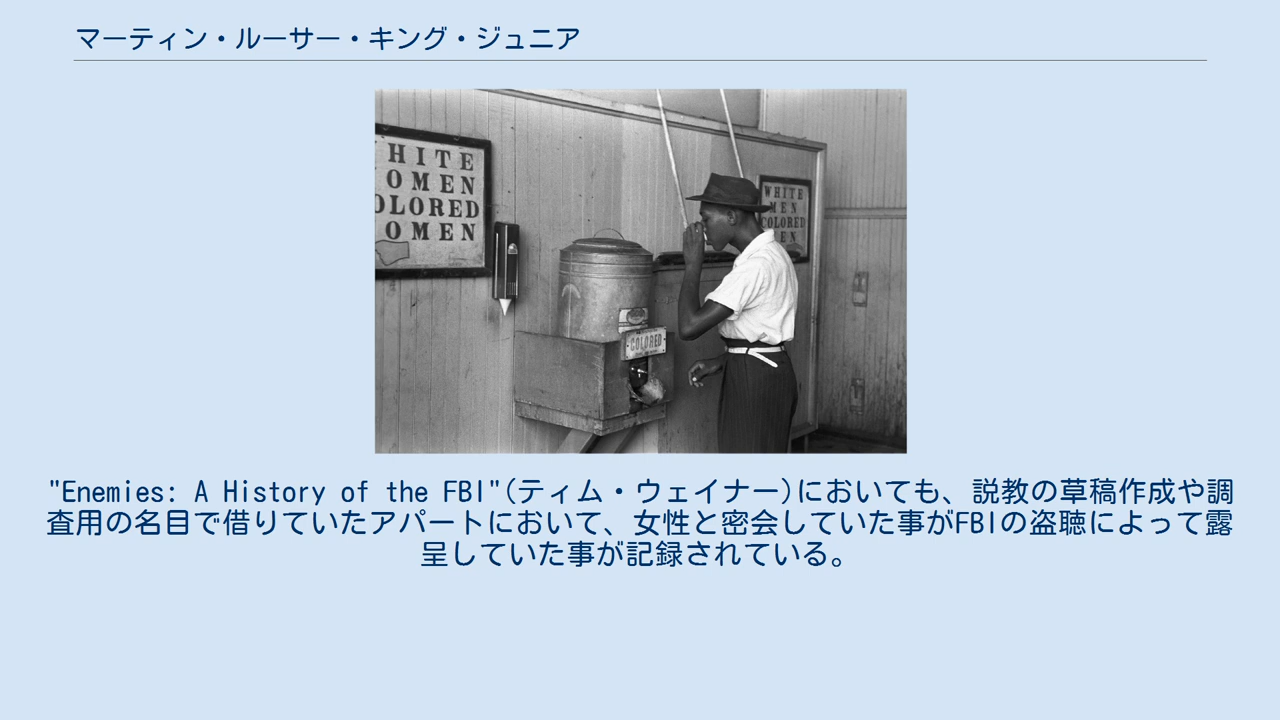 マーティン・ルーサー・キング・ジュニア
HITE
OMEN
OLORED
OMEN
WHITE
MEN
COLORED
EN
COLORED
"Enemies: A History of the FBI"(ティム・ウェイナー)においても、説教の草稿作成や調
査用の名目で借りていたアパートにおいて、女性と密会していた事がFBIの盗聴によって露
呈していた事が記録されている。